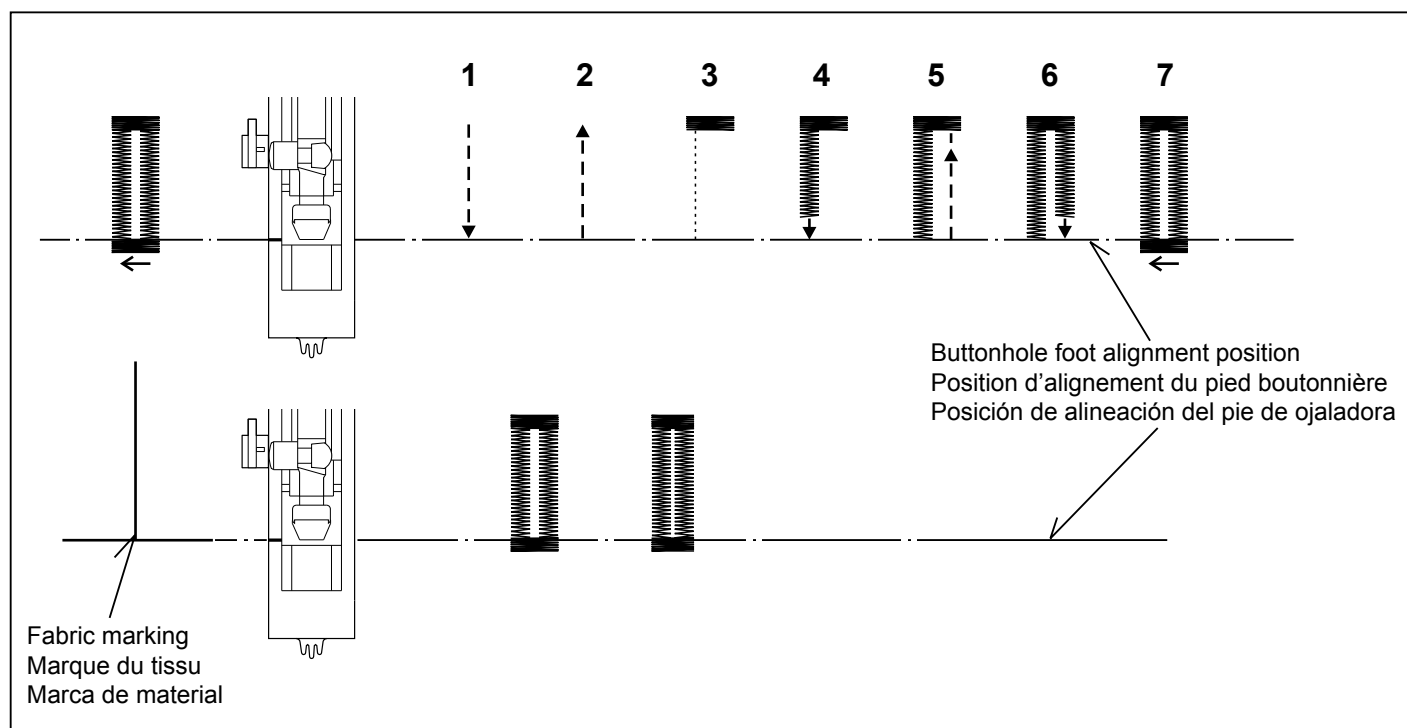 1 2 3 4 5 6 7
Buttonhole foot alignment position
Position d’alignement du pied boutonnière
Posición de alineación del pie de ojaladora
Fabric marking
Marque du tissu
Marca de material